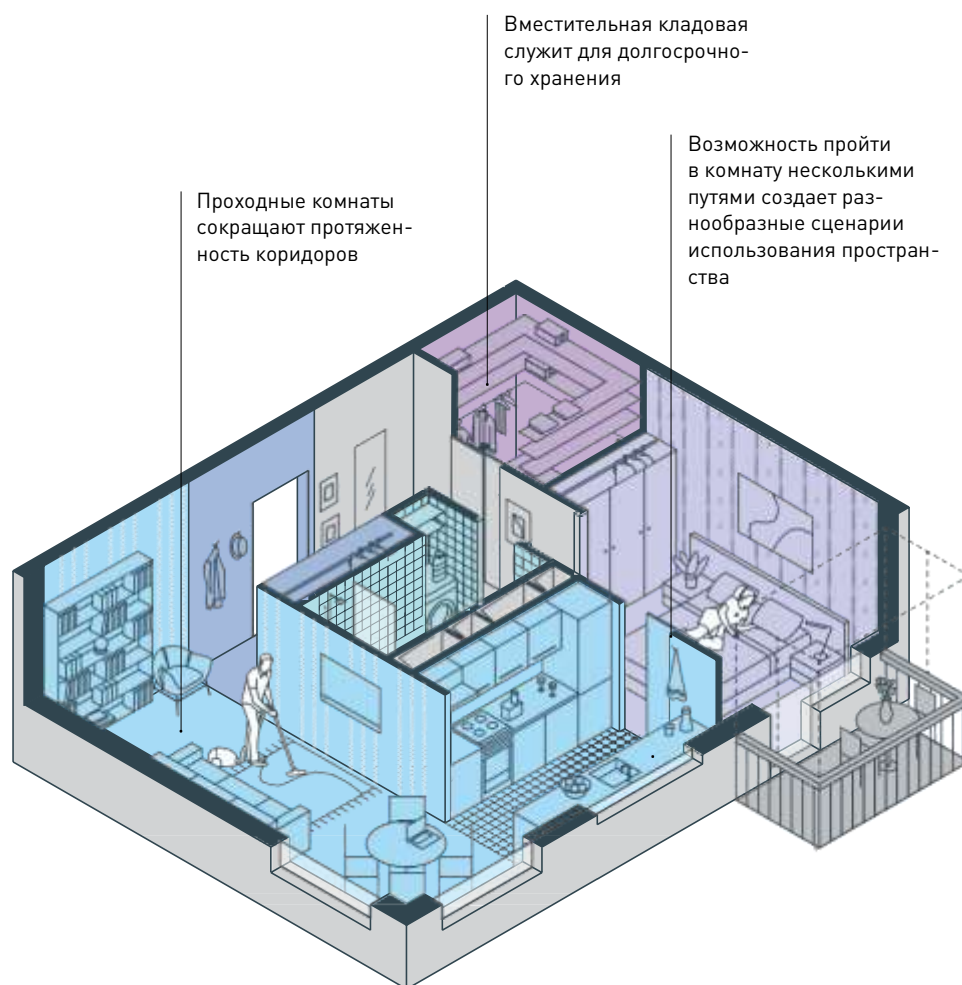 Вместительная кладовая
служит для долгосрочно-
го хранения
Возможность пройти
в комнату несколькими
путями создает раз-
нообразные сценарии
использования простран-
ства
Проходные комнаты
сокращают протяжен-
ность коридоров